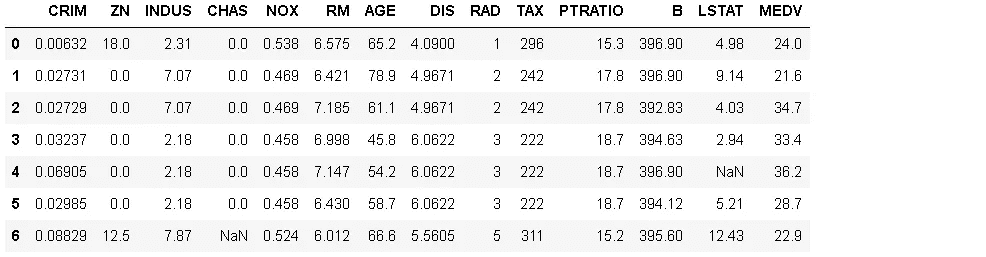 CRIM ZN INDUS CHAS NOX RM AGE DIS RAD TAX PTRATIO B LSTAT MEDV
0 0.00632 18.0 2.31 0.0 0.538 6.575 65.2 4.0900 1 296 15.3 396.90 4.98 24.0
1 0.02731 0.0 7.07 0.0 0.469 6.421 78.9 4.9671 2 242 17.8 396.90 9.14 21.6
2 0.02729 0.0 7.07 0.0 0.469 7.185 61.1 4.9671 2 242 17.8 392.83 4.03 34.7
3 0.03237 0.0 2.18 0.0 0.458 6.998 45.8 6.0622 3 222 18.7 394.63 2.94 33.4
4 0.06905 0.0 2.18 0.0 0.458 7.147 54.2 6.0622 3 222 18.7 396.90 NaN 36.2
5 0.02985 0.0 2.18 0.0 0.458 6.430 58.7 6.0622 3 222 18.7 394.12 5.21 28.7
6 0.08829 12.5 7.87 NaN 0.524 6.012 66.6 5.5605 5 311 15.2 395.60 12.43 22.9